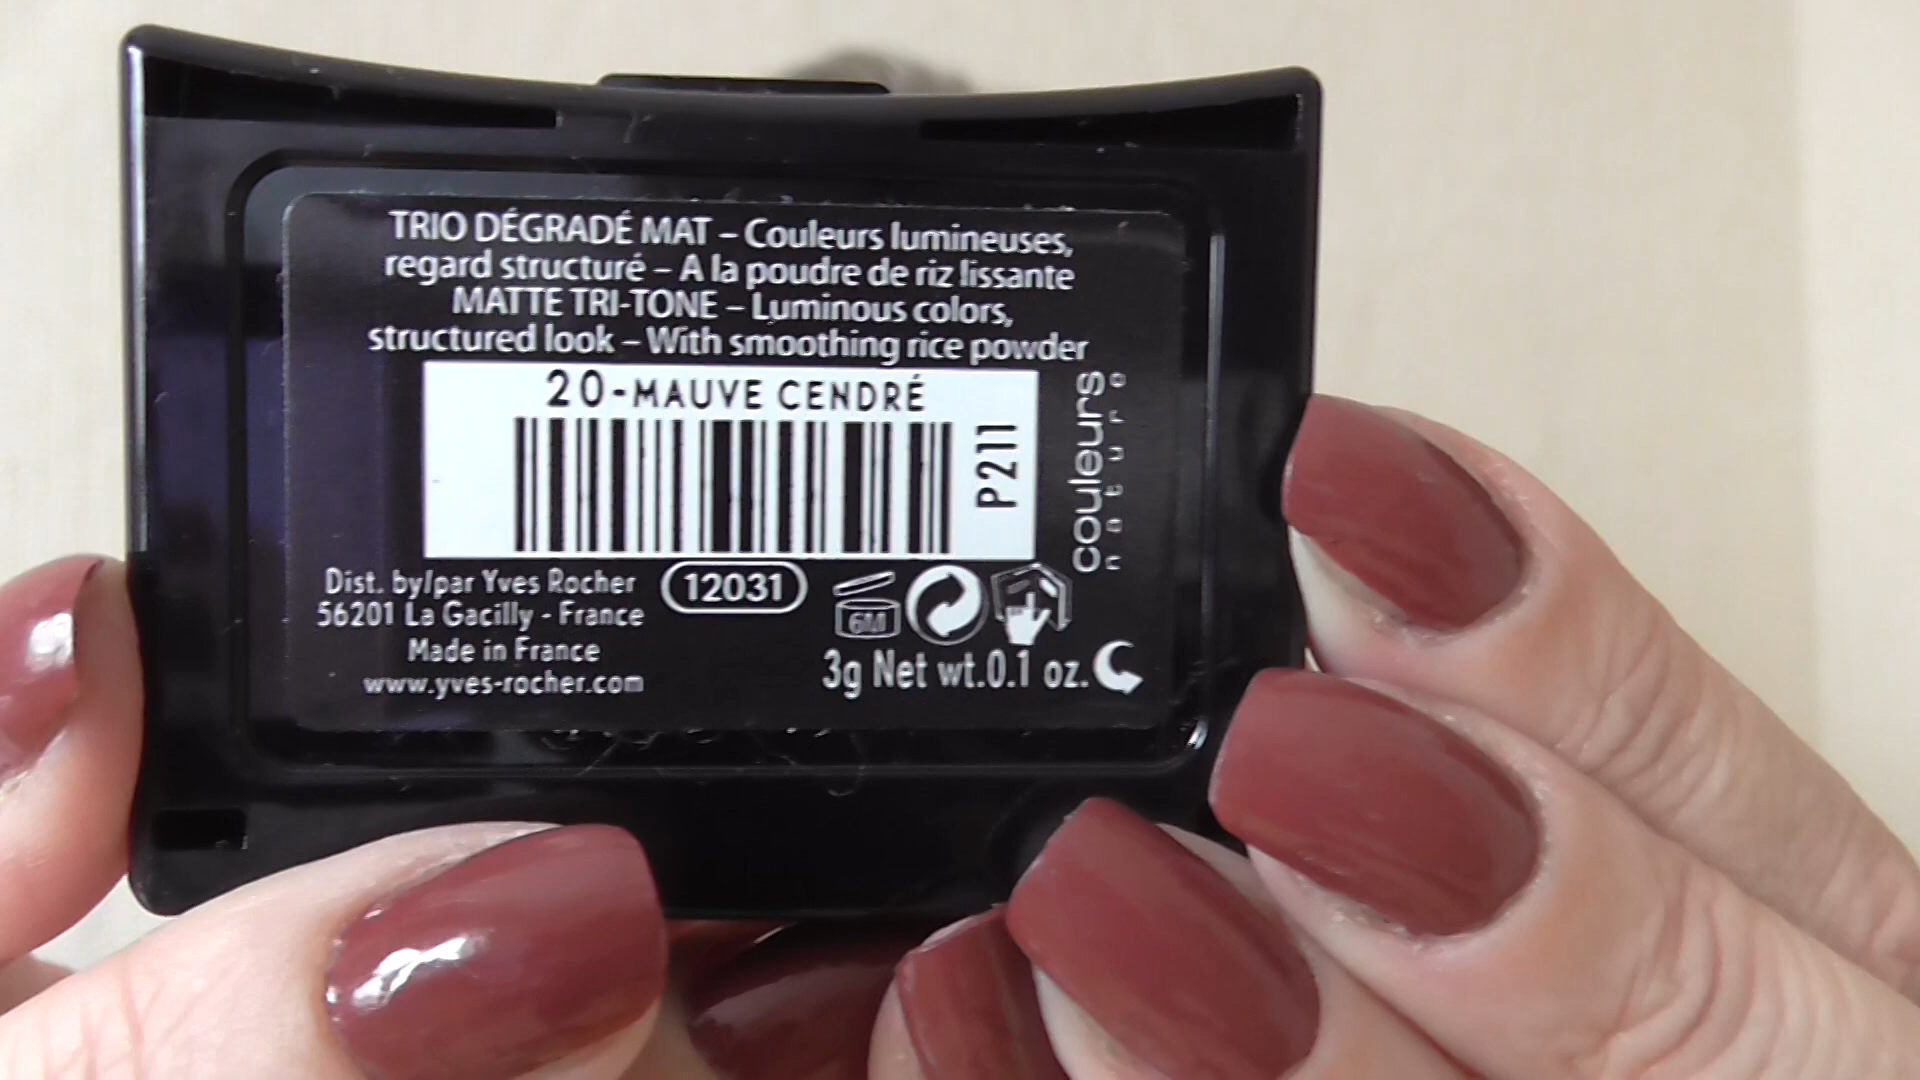 TRIO DÉGRADÉ MAT – Couleurs lumineuses,
regard structuré – A la poudre de riz lissante
MATTE TRI-TONE – Luminous colors,
structured look – With smoothing rice powder
20-MAUVE CENDRÉ
P211
couleurs
nature
Dist. by/par Yves Rocher
56201 La Gacilly - France
Made in France
www.yves-rocher.com
12031
6M
3g Net wt.0.1 oz.